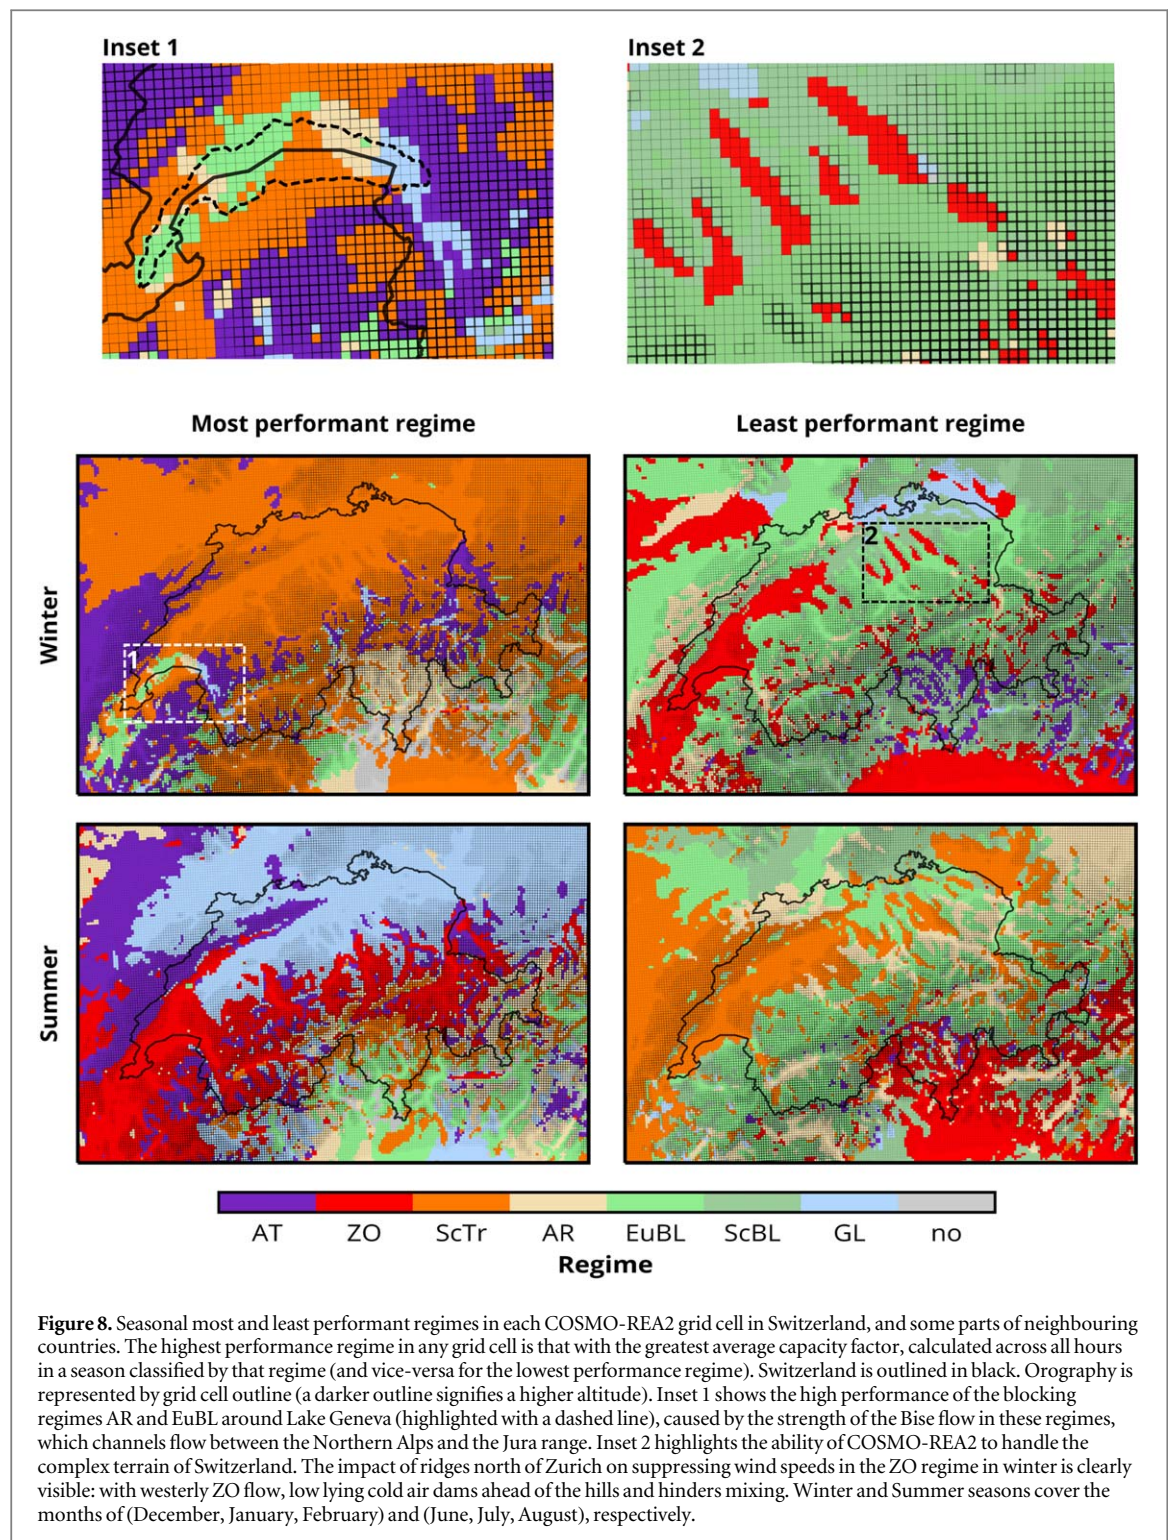 Inset 1
Inset 2
Most performant regime
Least performant regime
Winter
1
2
Summer
AT ZO ScTr AR EuBL ScBL GL no
Regime
Figure 8. Seasonal most and least performant regimes in each COSMO-REA2 grid cell in Switzerland, and some parts of neighbouring
countries. The highest performance regime in any grid cell is that with the greatest average capacity factor, calculated across all hours
in a season classified by that regime (and vice-versa for the lowest performance regime). Switzerland is outlined in black. Orography is
represented by grid cell outline (a darker outline signifies a higher altitude). Inset 1 shows the high performance of the blocking
regimes AR and EuBL around Lake Geneva (highlighted with a dashed line), caused by the strength of the Bise flow in these regimes,
which channels flow between the Northern Alps and the Jura range. Inset 2 highlights the ability of COSMO-REA2 to handle the
complex terrain of Switzerland. The impact of ridges north of Zurich on suppressing wind speeds in the ZO regime in winter is clearly
visible: with westerly ZO flow, low lying cold air dams ahead of the hills and hinders mixing. Winter and Summer seasons cover the
months of (December, January, February) and (June, July, August), respectively.